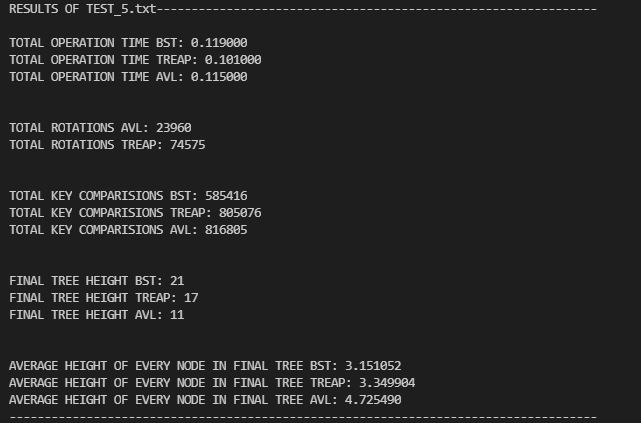 RESULTS OF TEST_5.txt---------------------------------------------------------------
TOTAL OPERATION TIME BST: 0.119000
TOTAL OPERATION TIME TREAP: 0.101000
TOTAL OPERATION TIME AVL: 0.115000
TOTAL ROTATIONS AVL: 23960
TOTAL ROTATIONS TREAP: 74575
TOTAL KEY COMPARISIONS BST: 585416
TOTAL KEY COMPARISIONS TREAP: 805076
TOTAL KEY COMPARISIONS AVL: 816805
FINAL TREE HEIGHT BST: 21
FINAL TREE HEIGHT TREAP: 17
FINAL TREE HEIGHT AVL: 11
AVERAGE HEIGHT OF EVERY NODE IN FINAL TREE BST: 3.151052
AVERAGE HEIGHT OF EVERY NODE IN FINAL TREE TREAP: 3.349904
AVERAGE HEIGHT OF EVERY NODE IN FINAL TREE AVL: 4.725490
------------------------------------------------------------------------------------